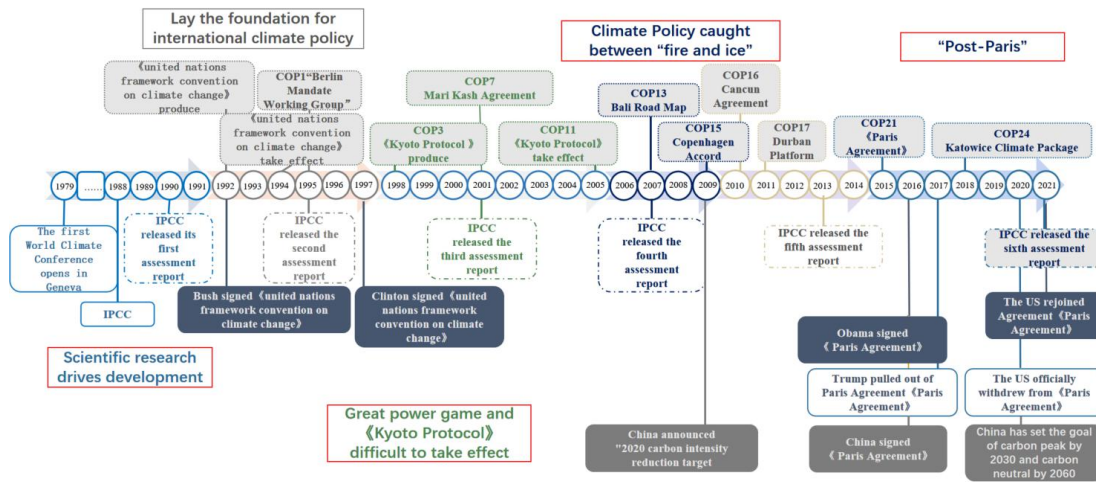 Lay the foundation for
international climate policy
Climate Policy caught
between “fire and ice”
“Post-Paris”
《united nations
framework convention
on climate change》
produce
COP1“Berlin
Mandate
Working Group”
《united nations
framework convention
on climate
change》 take effect
COP3
《Kyoto Protocol 》
produce
COP7
Mari Kash Agreement
COP11
《Kyoto Protocol》
take effect
COP13
Bali Road Map
COP15
Copenhagen
Accord
COP16
Cancun
Agreement
COP17
Durban
Platform
COP21
《Paris
Agreement》
COP24
Katowice Climate Package
1979
......
1988
1989
1990
1991
1992
1993
1994
1995
1996
1997
1998
1999
2000
2001
2002
2003
2004
2005
2006
2007
2008
2009
2010
2011
2012
2013
2014
2015
2016
2017
2018
2019
2020
2021
The first
World Climate
Conference
opens in
Geneva
IPCC
IPCC
released its
first
assessment
report
IPCC
released the
second
assessment
report
IPCC
released the
third assessment
report
IPCC
released the
fourth
assessment
report
IPCC released the
fifth assessment
report
IPCC released the
sixth assessment
report
Bush signed《united nations
framework convention on
climate change》
Clinton signed《united nations
framework convention on climate
change》
Obama signed
《 Paris Agreement》
The US rejoined
Agreement《Paris
Agreement》
Trump pulled out of
Paris Agreement《Paris
Agreement》
The US officially
withdrew from《Paris
Agreement》
China announced
"2020 carbon intensity
reduction target
China signed
《 Paris Agreement》
China has set the goal
of carbon peak by
2030 and carbon
neutral by 2060
Scientific research
drives development
Great power game and
《Kyoto Protocol》
difficult to take effect